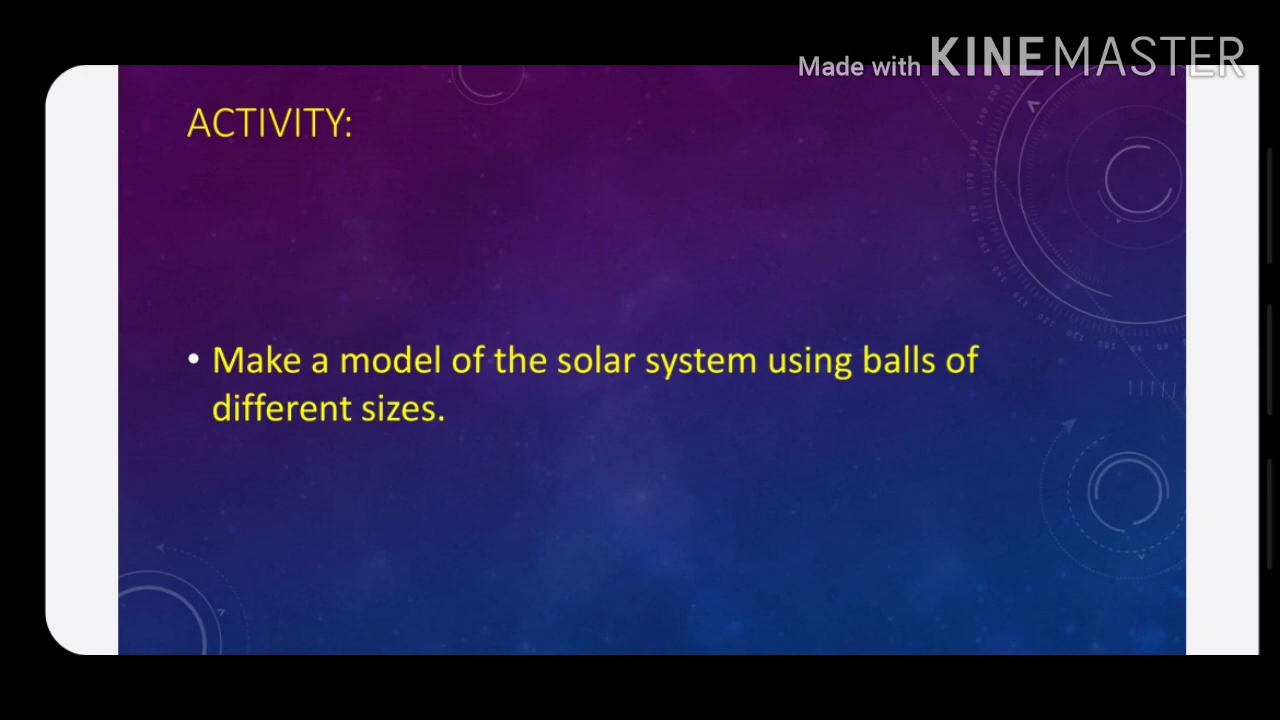 Made with KINEMASTER
ACTIVITY:
• Make a model of the solar system using balls of
different sizes.